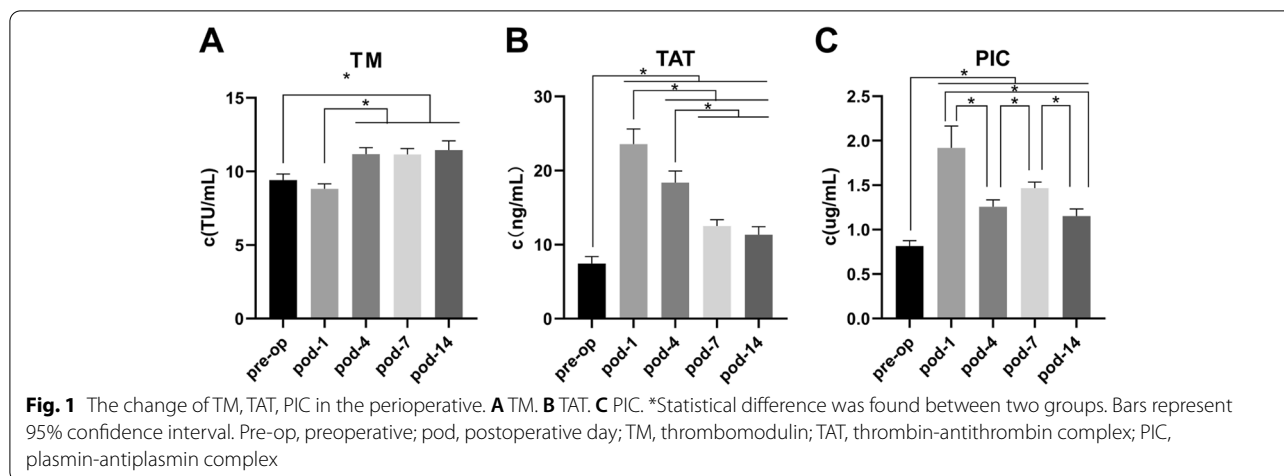 A
TM
*
*
15
10
5
0
c(TU/mL)
pre-op
pod-1
pod-4
pod-7
pod-14
B
TAT
*
*
*
30
20
10
0
c（ng/mL）
pre-op
pod-1
pod-4
pod-7
pod-14
C
PIC
*
*
* * *
2.5
2.0
1.5
1.0
0.5
0.0
c(ug/mL)
pre-op
pod-1
pod-4
pod-7
pod-14
Fig. 1 The change of TM, TAT, PIC in the perioperative. A TM. B TAT. C PIC. *Statistical difference was found between two groups. Bars represent
95% confidence interval. Pre-op, preoperative; pod, postoperative day; TM, thrombomodulin; TAT, thrombin-antithrombin complex; PIC,
plasmin-antiplasmin complex